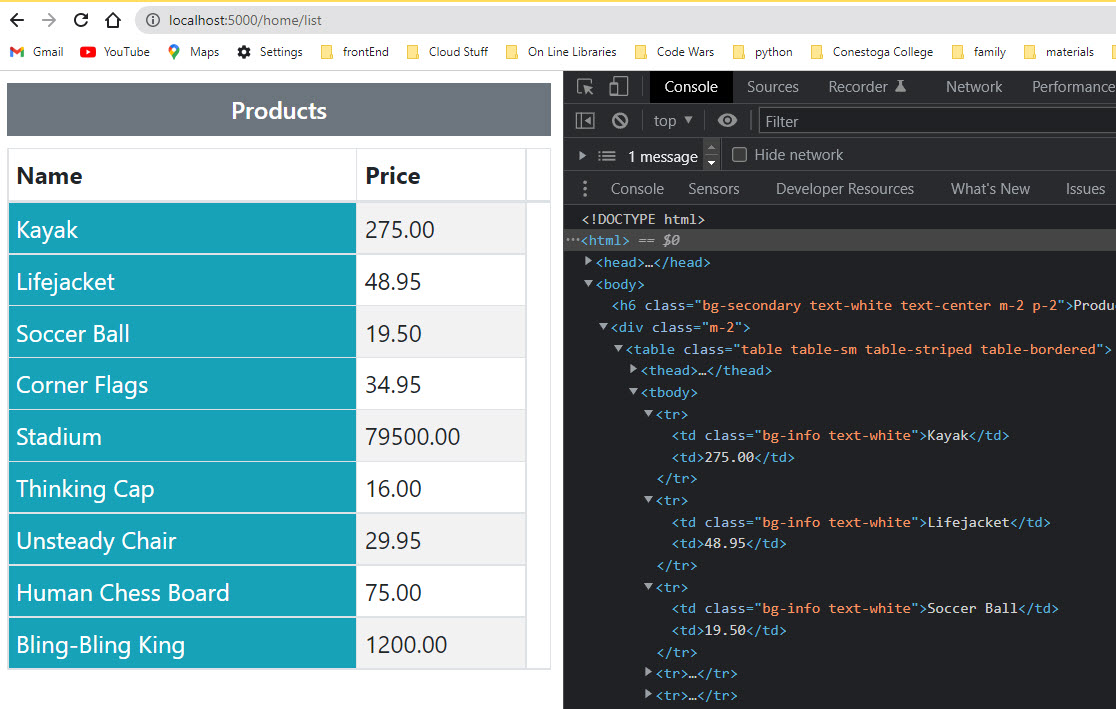 localhost:5000/home/list
Gmail YouTube Maps Settings frontEnd Cloud Stuff On Line Libraries Code Wars python Conestoga College family materials
Products
Name Price
Kayak 275.00
Lifejacket 48.95
Soccer Ball 19.50
Corner Flags 34.95
Stadium 79500.00
Thinking Cap 16.00
Unsteady Chair 29.95
Human Chess Board 75.00
Bling-Bling King 1200.00
Console Sources Recorder Network Performance
top Filter
1 message Hide network
Console Sensors Developer Resources What's New Issues
<!DOCTYPE html>
…<html> == $0
<head>…</head>
<body>
<h6 class="bg-secondary text-white text-center m-2 p-2">Produ
<div class="m-2">
<table class="table table-sm table-striped table-bordered">
<thead>…</thead>
<tbody>
<tr>
<td class="bg-info text-white">Kayak</td>
<td>275.00</td>
</tr>
<tr>
<td class="bg-info text-white">Lifejacket</td>
<td>48.95</td>
</tr>
<tr>
<td class="bg-info text-white">Soccer Ball</td>
<td>19.50</td>
</tr>
<tr>…</tr>
<tr>…</tr>